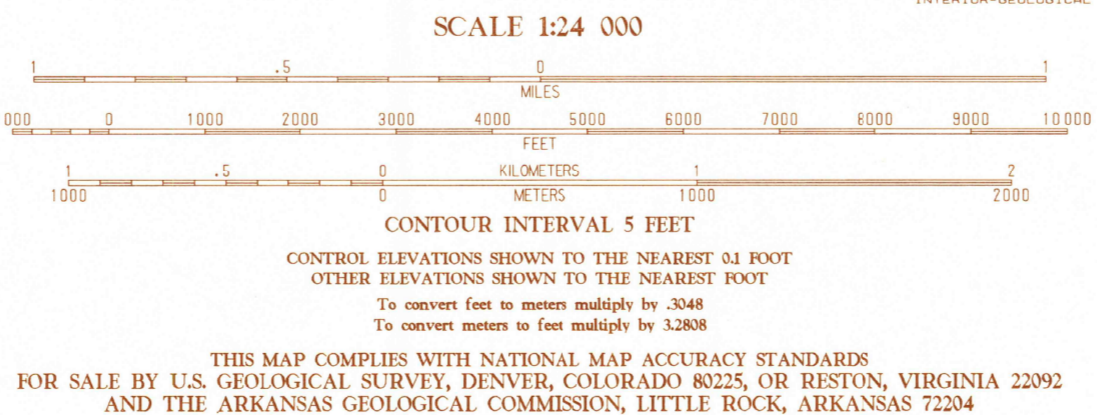 INTERIOR-GEOLOGICAL
SCALE 1:24 000
1 .5 0 1
MILES
000 0 1000 2000 3000 4000 5000 6000 7000 8000 9000 10 000
FEET
1 .5 0 KILOMETERS 1 2
1000 0 METERS 1000 2000
CONTOUR INTERVAL 5 FEET
CONTROL ELEVATIONS SHOWN TO THE NEAREST 0.1 FOOT
OTHER ELEVATIONS SHOWN TO THE NEAREST FOOT
To convert feet to meters multiply by .3048
To convert meters to feet multiply by 3.2808
THIS MAP COMPLIES WITH NATIONAL MAP ACCURACY STANDARDS
FOR SALE BY U.S. GEOLOGICAL SURVEY, DENVER, COLORADO 80225, OR RESTON, VIRGINIA 22092
AND THE ARKANSAS GEOLOGICAL COMMISSION, LITTLE ROCK, ARKANSAS 72204